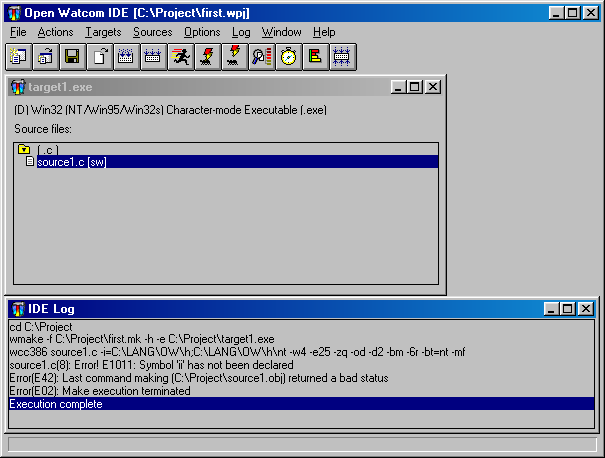 Open Watcom IDE [C:\Project\first.wpj]
File Actions Targets Sources Options Log Window Help
target1.exe
(D) Win32 (NT/Win95/Win32s) Character-mode Executable (.exe)
Source files:
( .c )
source1.c [sw]
IDE Log
cd C:\Project
wmake -f C:\Project\first.mk -h -e C:\Project\target1.exe
wcc386 source1.c -i=C:\LANG\OW\h;C:\LANG\OW\h\nt -w4 -e25 -zq -od -d2 -bm -6r -bt=nt -mf
source1.c(8): Error! E1011: Symbol 'ii' has not been declared
Error(E42): Last command making (C:\Project\source1.obj) returned a bad status
Error(E02): Make execution terminated
Execution complete